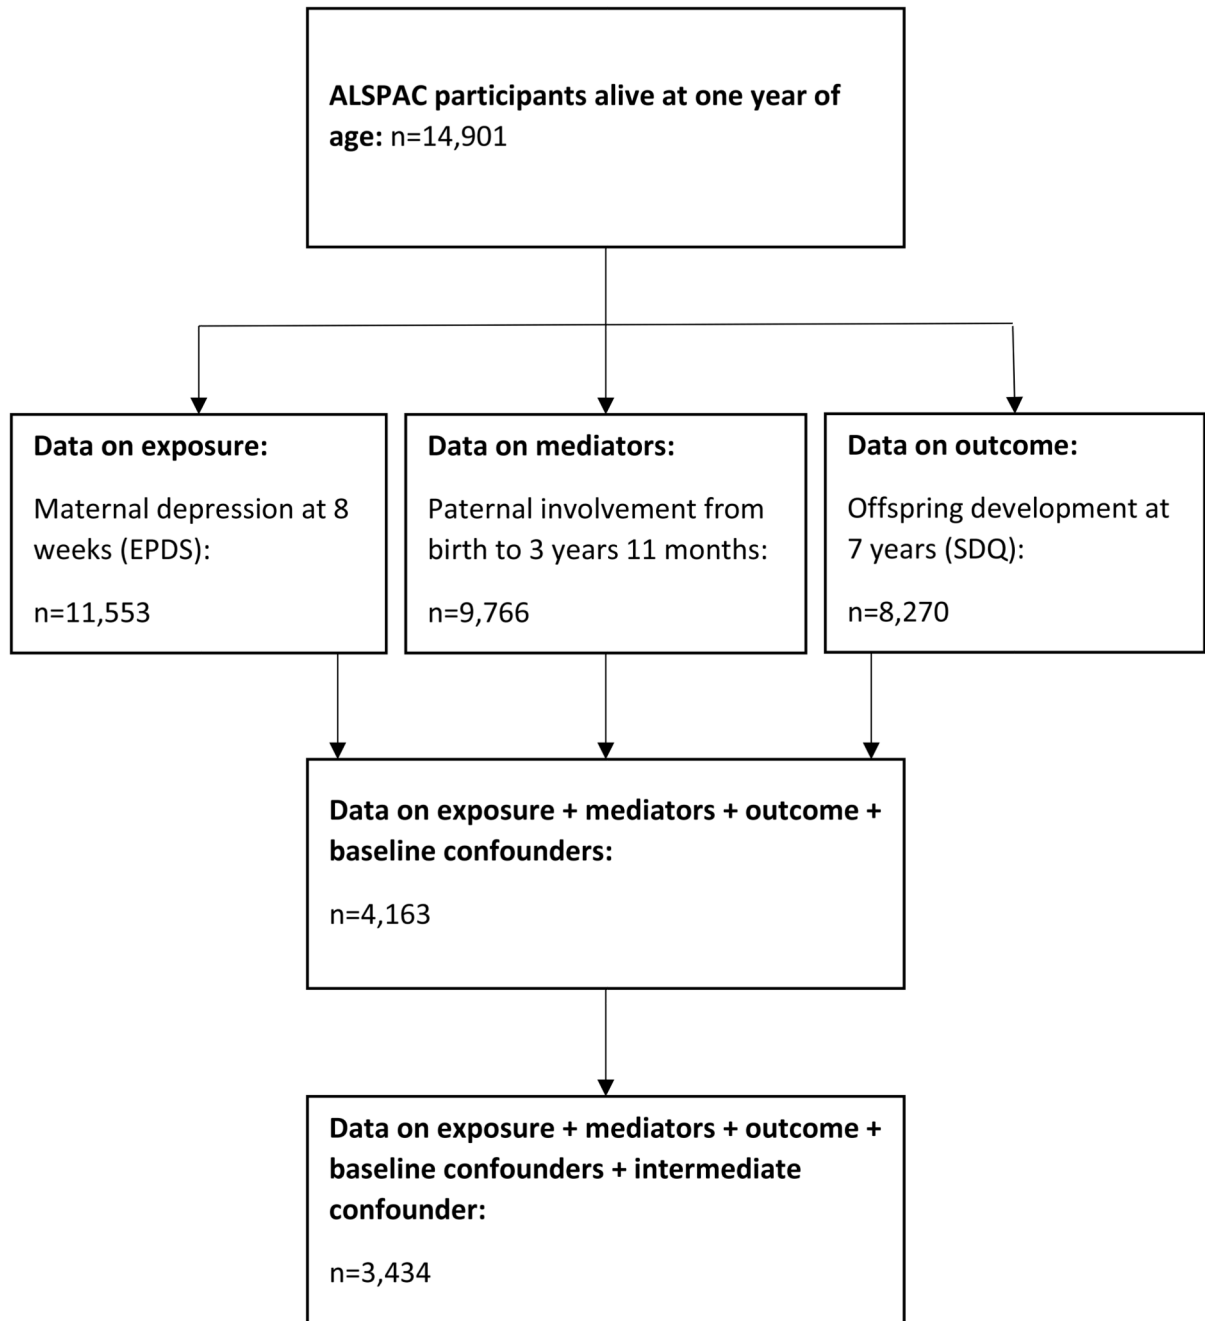 ALSPAC participants alive at one year of
age: n=14,901
Data on exposure:
Maternal depression at 8
weeks (EPDS):
n=11,553
Data on mediators:
Paternal involvement from
birth to 3 years 11 months:
n=9,766
Data on outcome:
Offspring development at
7 years (SDQ):
n=8,270
Data on exposure + mediators + outcome +
baseline confounders:
n=4,163
Data on exposure + mediators + outcome +
baseline confounders + intermediate
confounder:
n=3,434